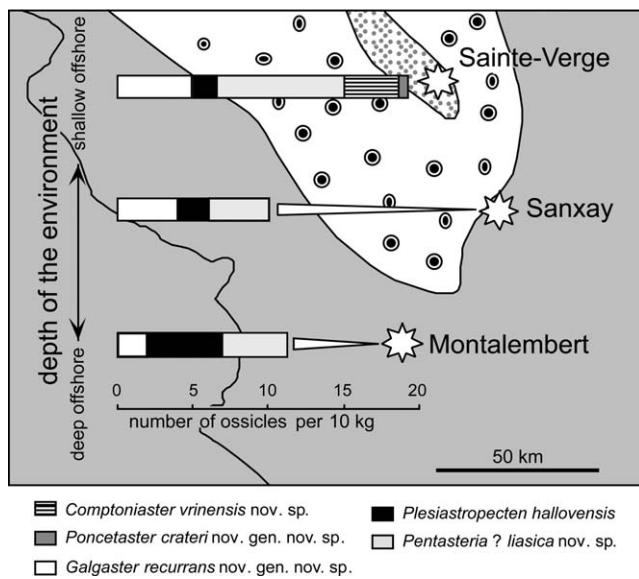 Sainte-Verge
shallow offshore
depth of the environment
deep offshore
Sanxay
Montalembert
0 5 10 15 20
number of ossicles per 10 kg
50 km
Comptoniaster vrinensis nov. sp.
Poncetaster crateri nov. gen. nov. sp.
Galgaster recurrans nov. gen. nov. sp.
Plesiastropecten hallovensis
Pentasteria ? liasica nov. sp.